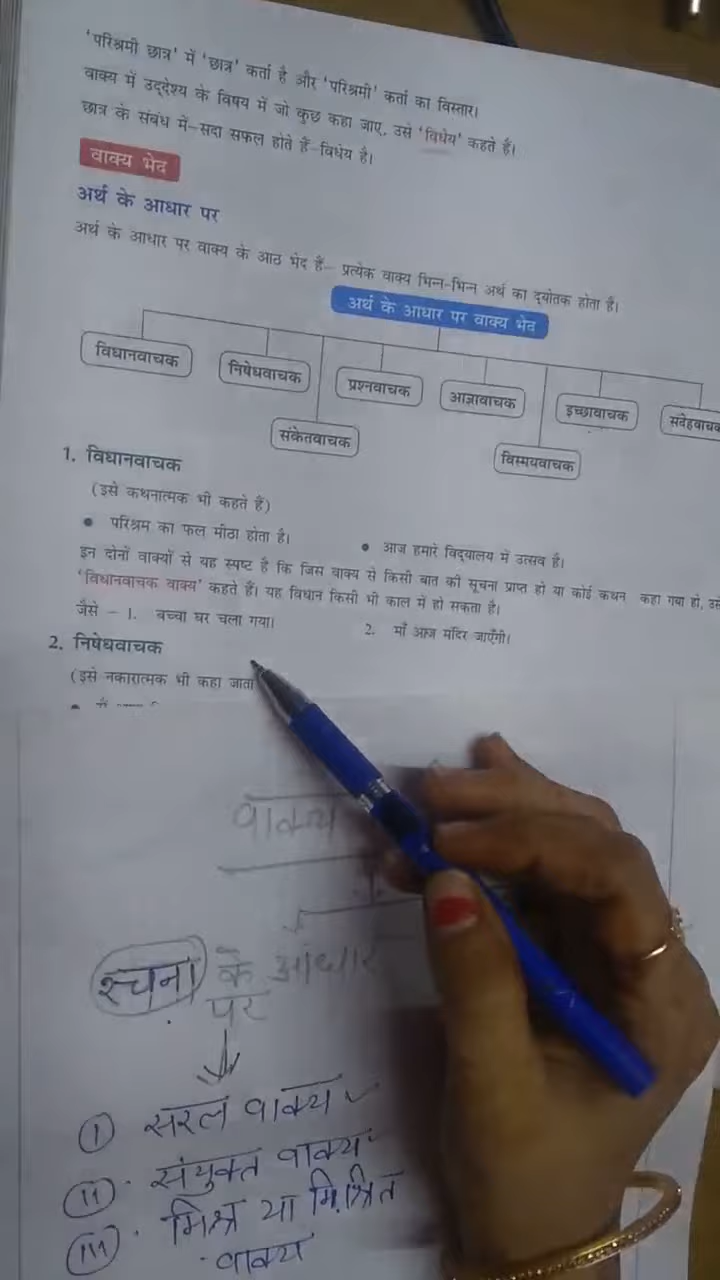 'परिश्रमी छात्र' में 'छात्र' कर्ता है और 'परिश्रमी' कर्ता का विस्तार।
वाक्य में उद्देश्य के विषय में जो कुछ कहा जाए, उसे 'विधेय' कहते हैं।
छात्र के संबंध में–सदा सफल होते हैं–विधेय है।
वाक्य भेद
अर्थ के आधार पर
अर्थ के आधार पर वाक्य के आठ भेद हैं– प्रत्येक वाक्य भिन्न-भिन्न अर्थ का द्योतक होता है।
अर्थ के आधार पर वाक्य भेद
विधानवाचक
निषेधवाचक
प्रश्नवाचक
आज्ञावाचक
इच्छावाचक
संदेहवाचक
संकेतवाचक
विस्मयवाचक
1. विधानवाचक
(इसे कथनात्मक भी कहते हैं)
• परिश्रम का फल मीठा होता है। • आज हमारे विद्यालय में उत्सव है।
इन दोनों वाक्यों से यह स्पष्ट है कि जिस वाक्य से किसी बात की सूचना प्राप्त हो या कोई कथन कहा गया हो, उसे
'विधानवाचक वाक्य' कहते हैं। यह विधान किसी भी काल में हो सकता है।
जैसे – 1. बच्चा घर चला गया। 2. माँ आज मंदिर जाएँगी।
2. निषेधवाचक
(इसे नकारात्मक भी कहा जाता
वाक्य
रचना के आधार
पर
(i) सरल वाक्य
(ii) संयुक्त वाक्य
(iii) मिश्र या मिश्रित
वाक्य